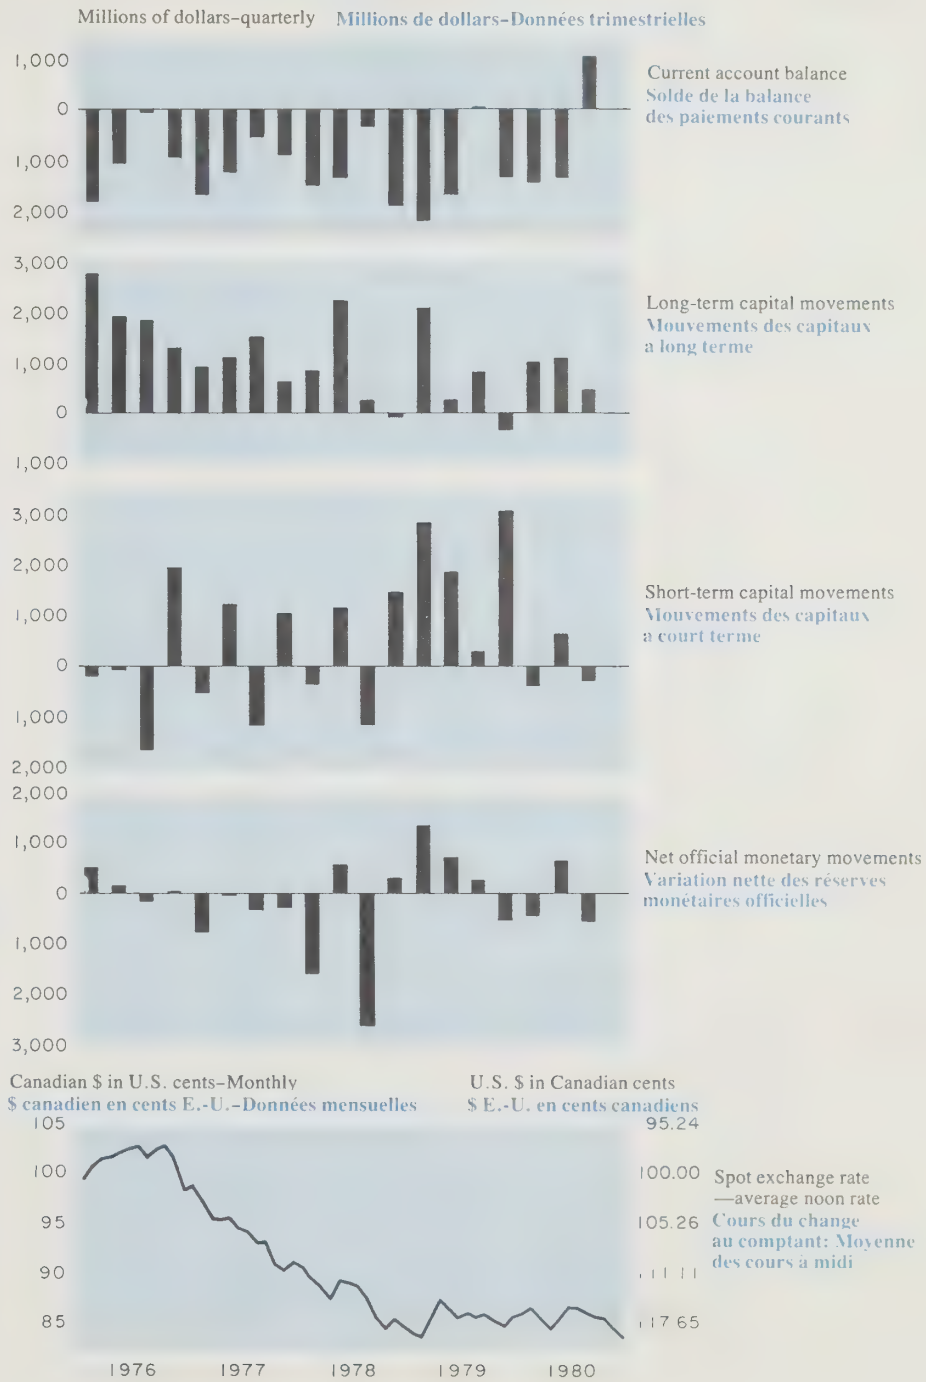 Millions of dollars–quarterly Millions de dollars–Données trimestrielles
1,000
0
1,000
2,000
Current account balance
Solde de la balance
des paiements courants
3,000
2,000
1,000
0
1,000
Long-term capital movements
Mouvements des capitaux
a long terme
3,000
2,000
1,000
0
1,000
2,000
Short-term capital movements
Mouvements des capitaux
a court terme
2,000
1,000
0
1,000
2,000
3,000
Net official monetary movements
Variation nette des réserves
monétaires officielles
Canadian $ in U.S. cents–Monthly
$ canadien en cents E.-U.–Données mensuelles
U.S. $ in Canadian cents
$ E.-U. en cents canadiens
105
100
95
90
85
95.24
100.00
105.26
117.65
Spot exchange rate
—average noon rate
Cours du change
au comptant: Moyenne
des cours à midi
1976 1977 1978 1979 1980